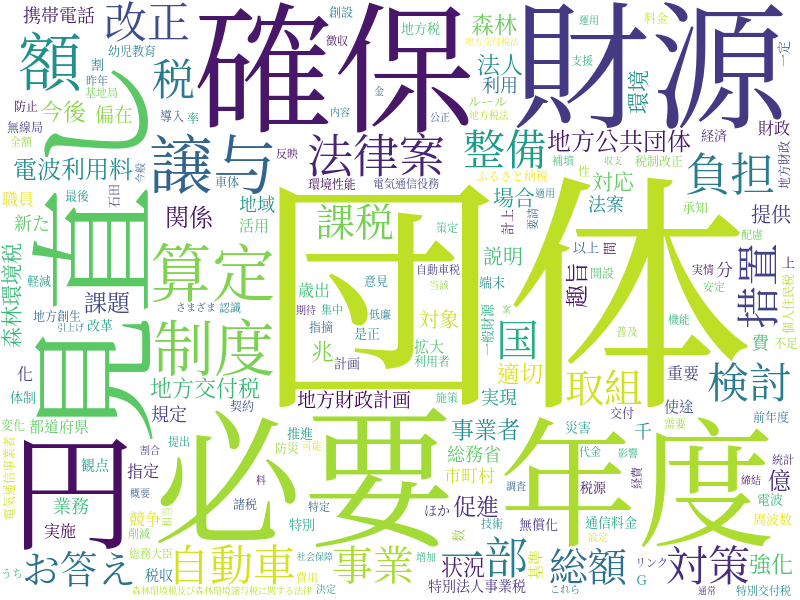 携帯電話
改正
創設
確保
財源
額
割
幼児教育
徴収
地方税
森林
地方交付税法
運用
料金
支援
一定
昨年
税
基地局
法人
利用
環境
ルール
地方税法
防止
今後
偏在
導入
率
内容
金
公正
無線局
全額
電波利用料
譲与
反映
法律案
整備
地方公共団体
経済
財政
収支
税制改正
地方財政
負担
補填
ふるさと納税
職員
最後
石田
今般
車体
環境性能
電気通信役務
場合
性
適用
対応
法案
承知
提供
見直し
新た
関係
地域
活用
課税
団体
策定
計上
要請
説明
趣旨
以上
間
配慮
実情
分
上
措置
森林環境税
軽減
課題
算定
歳出
意見
自動車税
当該
端末
開設
安定
個人住民税
地方創生
引上げ
改革
さまざま
認識
期待
集中
低廉
指摘
是正
対象
一般財源
案
国
普及
機能
費
不足
化
体制
制度
兆
計画
拡大
利用者
適切
取組
実現
重要
検討
地方交付税
地方財政計画
施策
交付
使途
前年度
変化
都道府県
規定
契約
円
必要
年度
推進
事業者
災害
千
需要
電気通信事業者
割合
提出
防災
可能
総務省
代金
影響
観点
指定
料
市町村
億
統計
概要
諸税
調査
税源
経費
締結
電波
業務
実施
競争
削減
担当
特別
特定
ほか
促進
数
技術
無償化
通信料金
設定
周波数
お答え
総務大臣
自動車
事業
社会保障
増加
状況
一部
基準
総額
リンク
G
対策
強化
うち
税収
費用
森林環境税及び森林環境譲与税に関する法律
決定
特別法人事業税
これら
通常
特別交付税